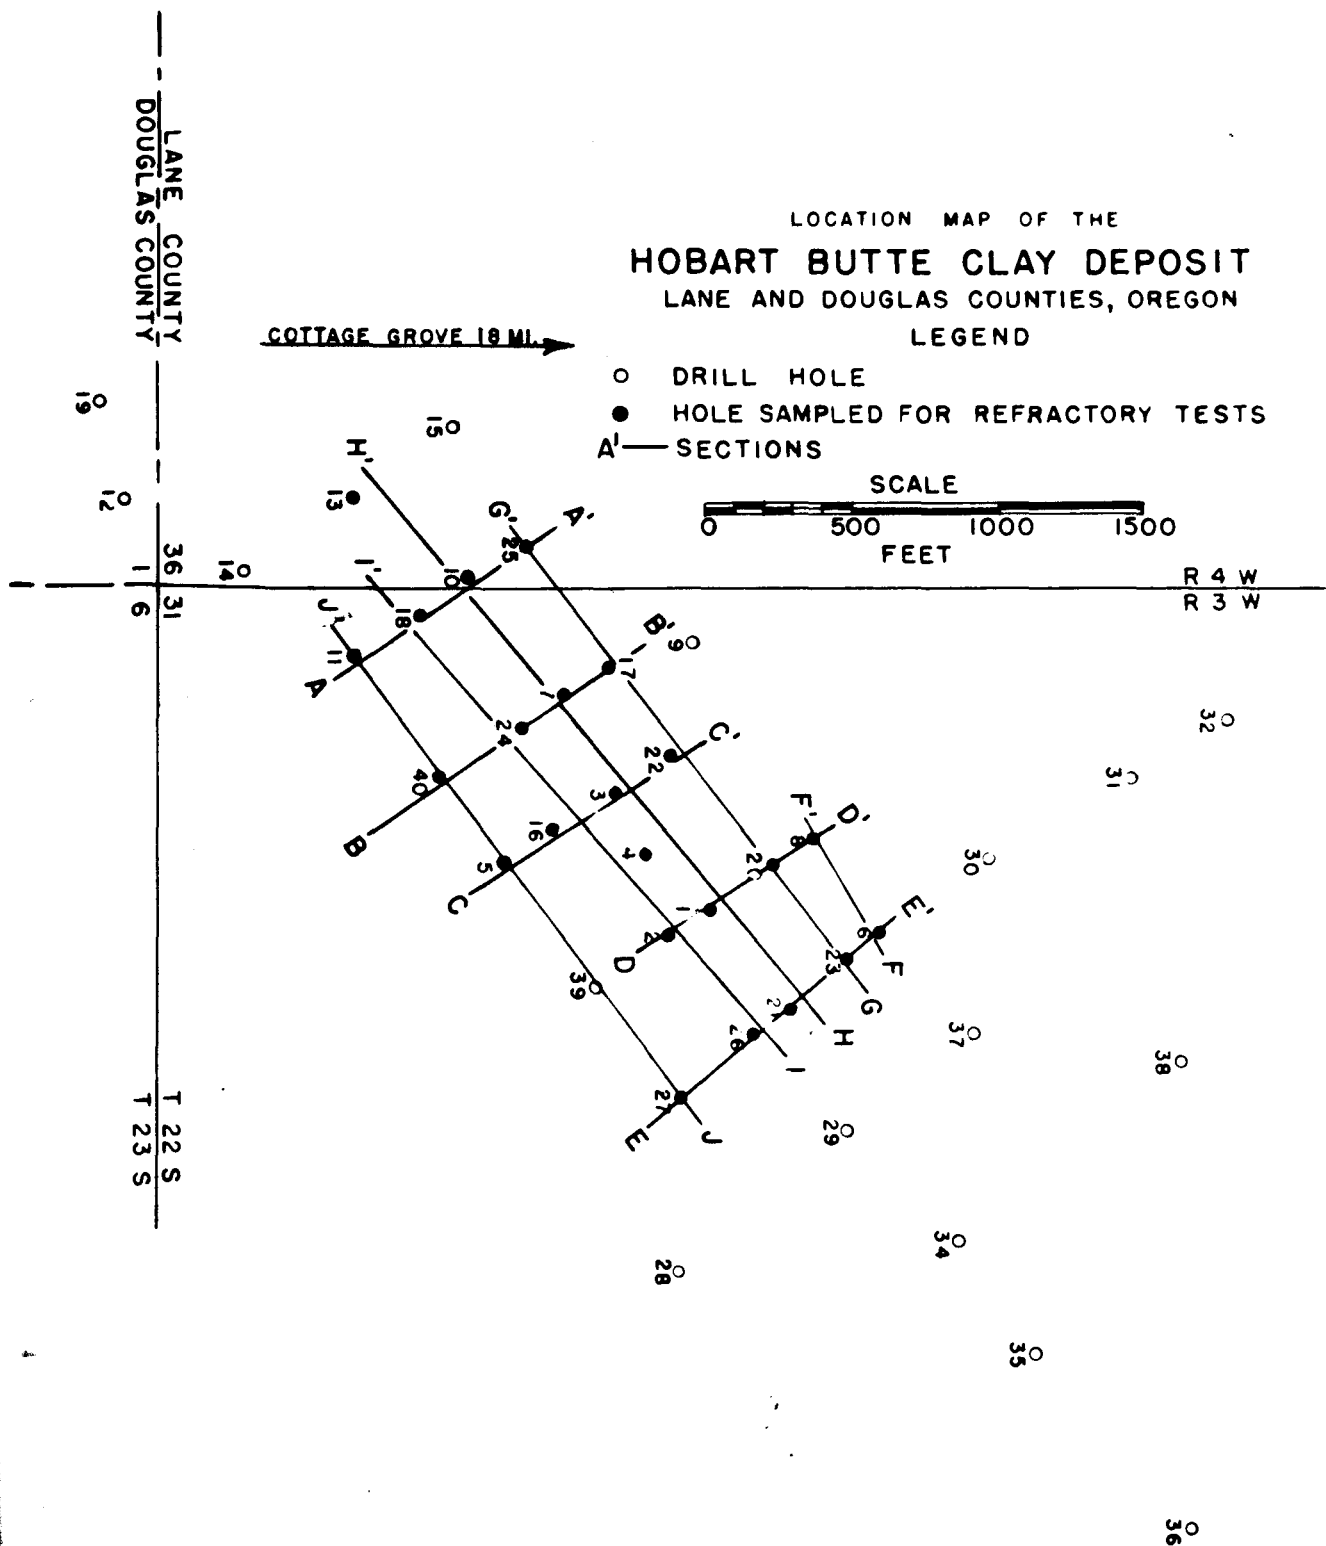 LANE COUNTY
DOUGLAS COUNTY
LOCATION MAP OF THE
HOBART BUTTE CLAY DEPOSIT
LANE AND DOUGLAS COUNTIES, OREGON
LEGEND
COTTAGE GROVE 18 MI.
DRILL HOLE
HOLE SAMPLED FOR REFRACTORY TESTS
A' SECTIONS
SCALE
0 500 1000 1500
FEET
19
15
H'
13
12
G'
A'
25
36
1
14
I'
10
R 4 W
R 3 W
31
6
J'
18
B'
9
11
17
A
7
24
C'
32
22
40
3
31
F'
D'
16
B
4
8
30
5
20
C
1
E'
2
6
D
23
F
39
G
21
H
37
26
I
38
27
T 22 S
T 23 S
E
J
29
34
28
35
36